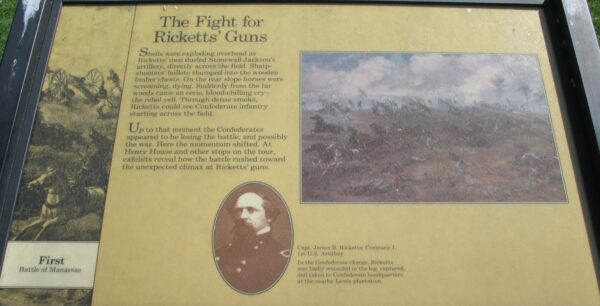 The Fight for
Ricketts' Guns
Shells were exploding overhead as
Ricketts' men dueled Stonewall Jackson's
artillery, directly across the field. Sharp-
shooters' bullets thumped into the wooden
limber chests. On the rear slope horses were
screaming, dying. Suddenly from the far
woods came an eerie, blood-chilling cry –
the rebel yell. Through dense smoke,
Ricketts could see Confederate infantry
starting across the field.
Up to that moment the Confederates
appeared to be losing the battle, and possibly
the war. Here the momentum shifted. At
Henry House and other stops on the tour,
exhibits reveal how the battle rushed toward
the unexpected climax at Ricketts' guns.
First
Battle of Manassas
Capt. James B. Ricketts, Company I,
1st U.S. Artillery.
In the Confederate charge, Ricketts
was badly wounded in the leg, captured,
and taken to Confederate headquarters
at the nearby Lewis plantation.